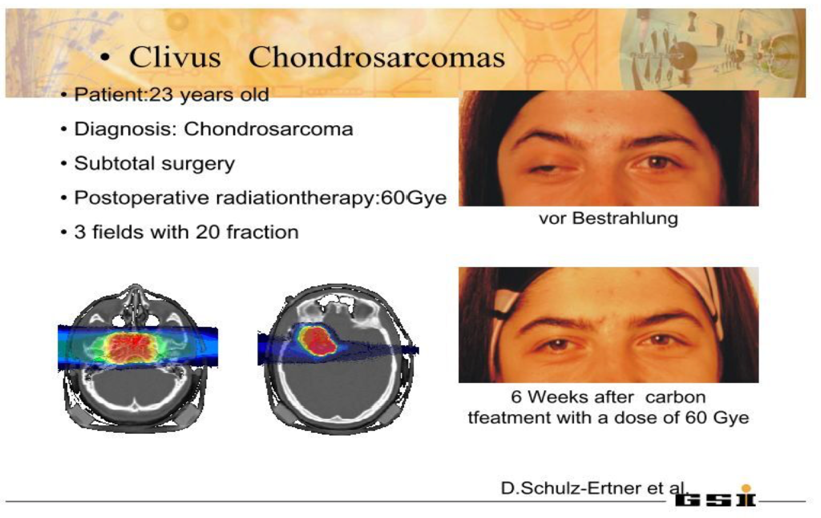 • Clivus Chondrosarcomas
• Patient:23 years old
• Diagnosis: Chondrosarcoma
• Subtotal surgery
• Postoperative radiationtherapy:60Gye
• 3 fields with 20 fraction
vor Bestrahlung
6 Weeks after carbon
tfeatment with a dose of 60 Gye
D.Schulz-Ertner et al.
GSI